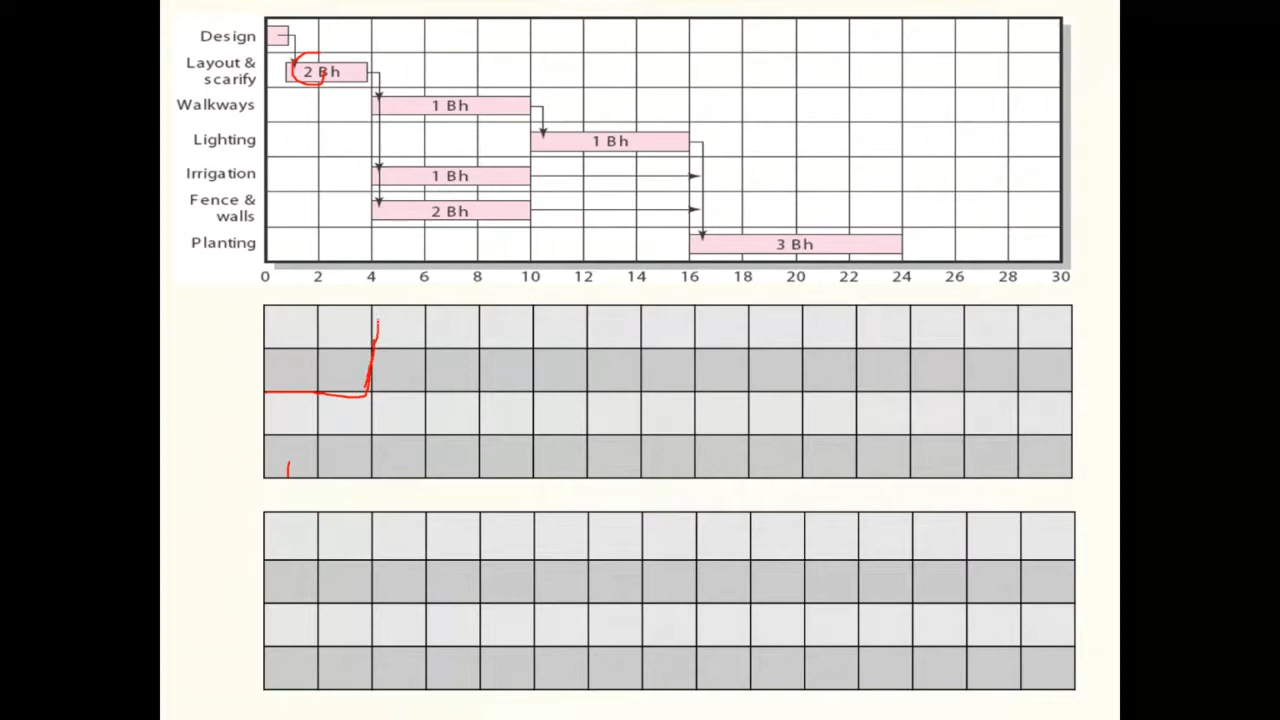 Design
Layout &
scarify
2 Bh
Walkways
1 Bh
Lighting
1 Bh
Irrigation
1 Bh
Fence &
walls
2 Bh
Planting
3 Bh
0 2 4 6 8 10 12 14 16 18 20 22 24 26 28 30